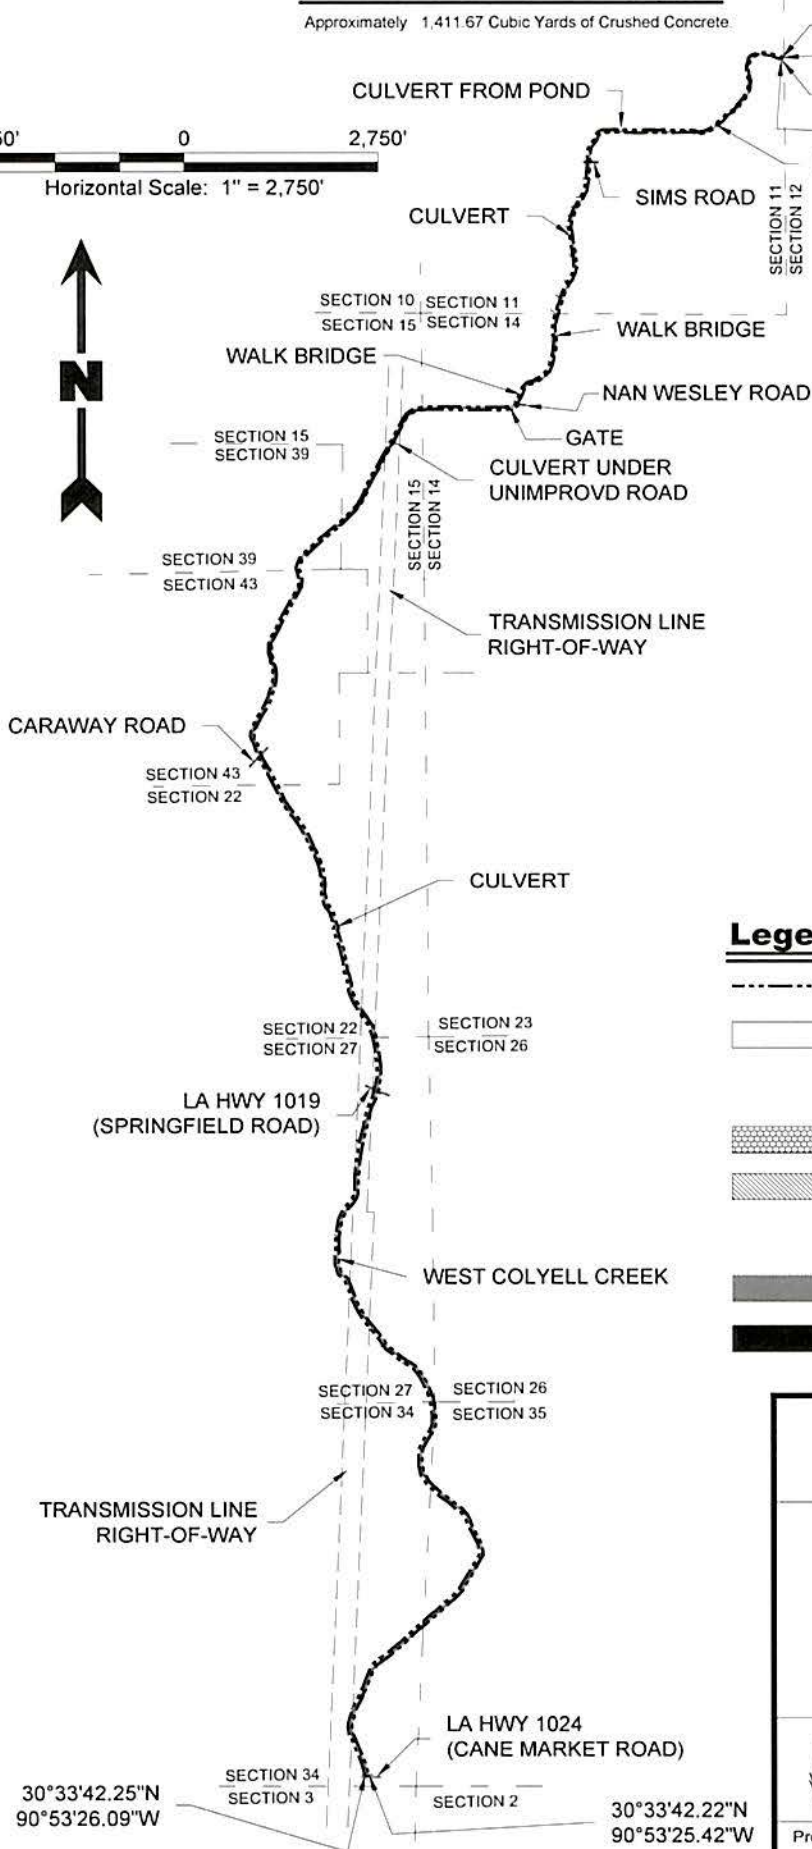 Approximately 1,411.67 Cubic Yards of Crushed Concrete
CULVERT FROM POND
0
2,750'
Horizontal Scale: 1" = 2,750'
SIMS ROAD
SECTION 11
SECTION 12
CULVERT
SECTION 10
SECTION 11
SECTION 15
SECTION 14
WALK BRIDGE
WALK BRIDGE
N
NAN WESLEY ROAD
GATE
SECTION 15
SECTION 39
CULVERT UNDER
UNIMPROVD ROAD
SECTION 15
SECTION 14
SECTION 39
SECTION 43
TRANSMISSION LINE
RIGHT-OF-WAY
CARAWAY ROAD
SECTION 43
SECTION 22
CULVERT
Lege
SECTION 22
SECTION 23
SECTION 27
SECTION 26
LA HWY 1019
(SPRINGFIELD ROAD)
WEST COLYELL CREEK
SECTION 27
SECTION 26
SECTION 34
SECTION 35
TRANSMISSION LINE
RIGHT-OF-WAY
LA HWY 1024
(CANE MARKET ROAD)
SECTION 34
SECTION 3
SECTION 2
30°33'42.25"N
90°53'26.09"W
30°33'42.22"N
90°53'25.42"W
Pr